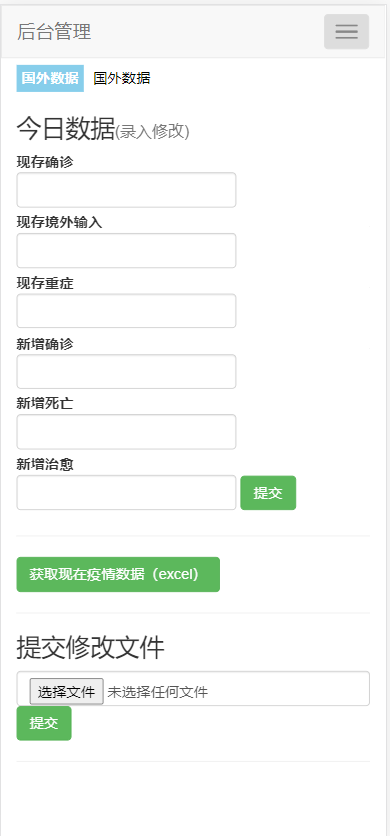 后台管理
国外数据 国外数据
今日数据(录入修改)
现存确诊
现存境外输入
现存重症
新增确诊
新增死亡
新增治愈
提交
获取现在疫情数据（excel）
提交修改文件
选择文件 未选择任何文件
提交